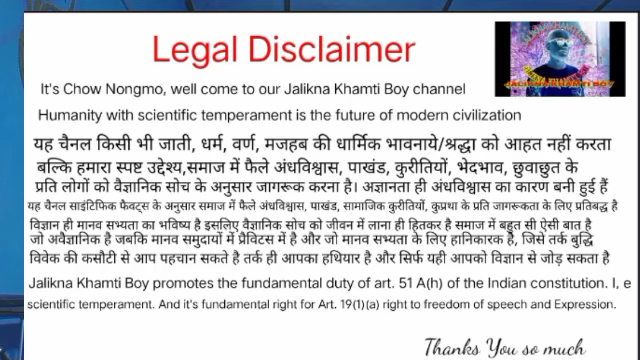 Legal Disclaimer
JALIKNA KHAMTI BOY
It's Chow Nongmo, well come to our Jalikna Khamti Boy channel
Humanity with scientific temperament is the future of modern civilization
यह चैनल किसी भी जाती, धर्म, वर्ण, मजहब की धार्मिक भावनाये/श्रद्धा को आहत नहीं करता
बल्कि हमारा स्पष्ट उद्देश्य,समाज में फैले अंधविश्वास, पाखंड, कुरीतियों, भेदभाव, छुवाछुत के
प्रति लोगों को वैज्ञानिक सोच के अनुसार जागरूक करना है। अज्ञानता ही अंधविश्वास का कारण बनी हुई हैं
यह चैनल साइंटिफिक फैक्ट्स के अनुसार समाज में फैले अंधविश्वास, पाखंड, सामाजिक कुरीतियों, कुप्रथा के प्रति जागरूकता के लिए प्रतिबद्ध है
विज्ञान ही मानव सभ्यता का भविष्य है इसलिए वैज्ञानिक सोच को जीवन में लाना ही हितकर है समाज में बहुत सी ऐसी बात है
जो अवैज्ञानिक है जबकि मानव समुदायों में प्रैक्टिस में है और जो मानव सभ्यता के लिए हानिकारक है, जिसे तर्क बुद्धि
विवेक की कसौटी से आप पहचान सकते है तर्क ही आपका हथियार है और सिर्फ यही आपको विज्ञान से जोड़ सकता है
Jalikna Khamti Boy promotes the fundamental duty of art. 51 A(h) of the Indian constitution. I, e
scientific temperament. And it's fundamental right for Art. 19(1)(a) right to freedom of speech and Expression.
Thanks You so much